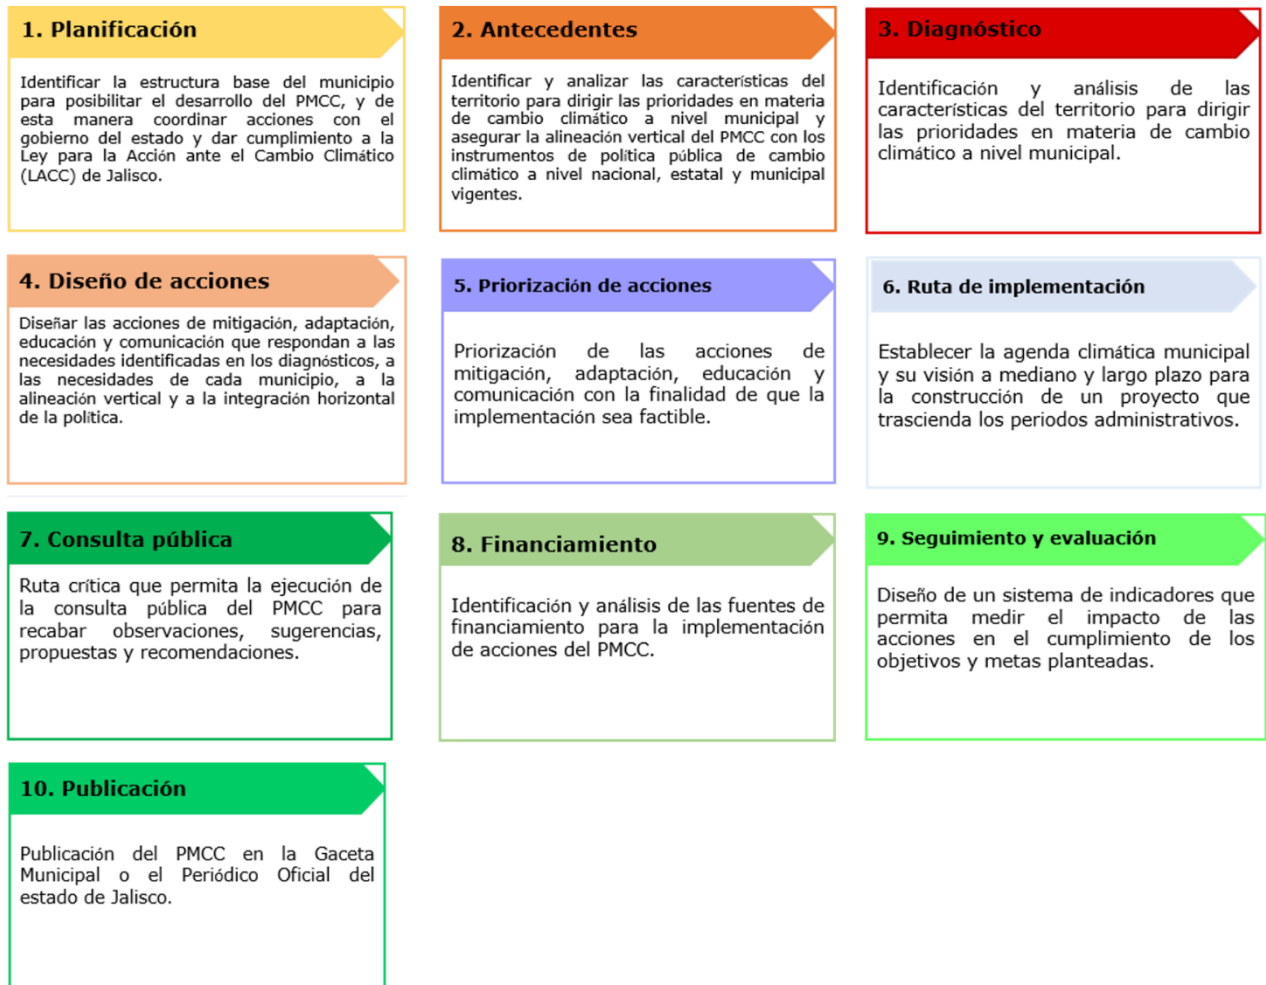 1. Planificación
Identificar la estructura base del municipio
para posibilitar el desarrollo del PMCC, y de
esta manera coordinar acciones con el
gobierno del estado y dar cumplimiento a la
Ley para la Acción ante el Cambio Climático
(LACC) de Jalisco.
2. Antecedentes
Identificar y analizar las características del
territorio para dirigir las prioridades en materia
de cambio climático a nivel municipal y
asegurar la alineación vertical del PMCC con los
instrumentos de política pública de cambio
climático a nivel nacional, estatal y municipal
vigentes.
3. Diagnóstico
Identificación y análisis de las
características del territorio para dirigir
las prioridades en materia de cambio
climático a nivel municipal.
4. Diseño de acciones
Diseñar las acciones de mitigación, adaptación,
educación y comunicación que respondan a las
necesidades identificadas en los diagnósticos, a
las necesidades de cada municipio, a la
alineación vertical y a la integración horizontal
de la política.
5. Priorización de acciones
Priorización de las acciones de
mitigación, adaptación, educación y
comunicación con la finalidad de que la
implementación sea factible.
6. Ruta de implementación
Establecer la agenda climática municipal
y su visión a mediano y largo plazo para
la construcción de un proyecto que
trascienda los periodos administrativos.
7. Consulta pública
Ruta crítica que permita la ejecución de
la consulta pública del PMCC para
recabar observaciones, sugerencias,
propuestas y recomendaciones.
8. Financiamiento
Identificación y análisis de las fuentes de
financiamiento para la implementación
de acciones del PMCC.
9. Seguimiento y evaluación
Diseño de un sistema de indicadores que
permita medir el impacto de las
acciones en el cumplimiento de los
objetivos y metas planteadas.
10. Publicación
Publicación del PMCC en la Gaceta
Municipal o el Periódico Oficial del
estado de Jalisco.